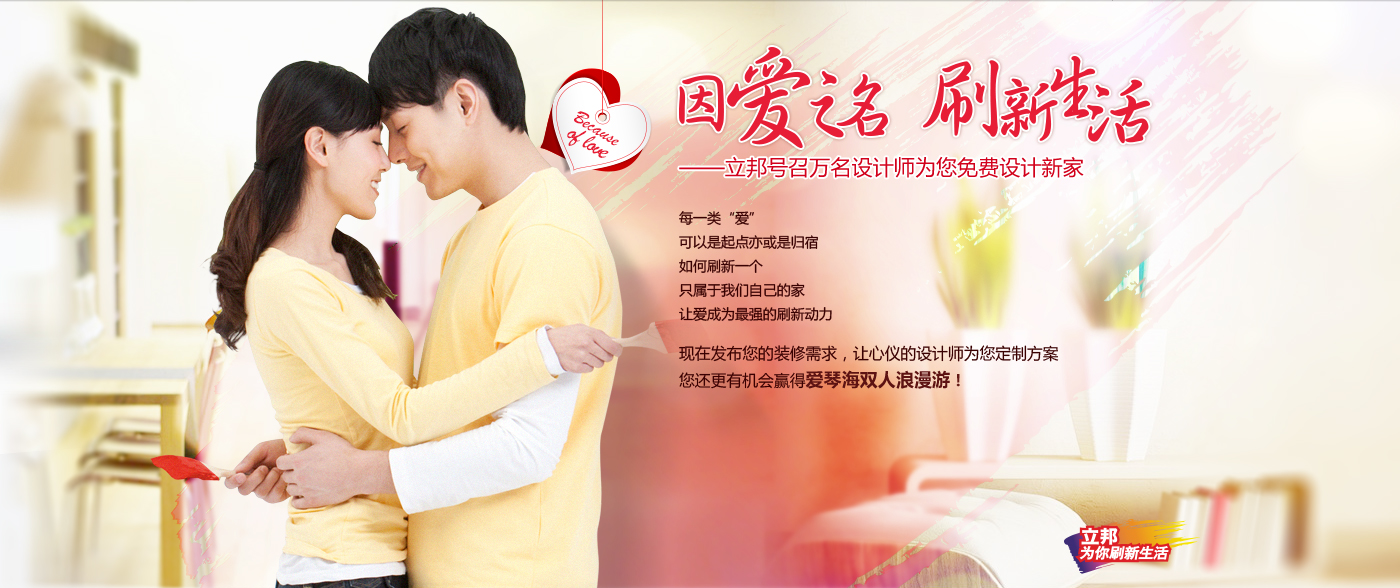 因爱之名 刷新生活
Because
of love
——立邦号召万名设计师为您免费设计新家
每一类“爱”
可以是起点亦或是归宿
如何刷新一个
只属于我们自己的家
让爱成为最强的刷新动力
现在发布您的装修需求，让心仪的设计师为您定制方案
您还更有机会赢得爱琴海双人浪漫游！
立邦
为你刷新生活